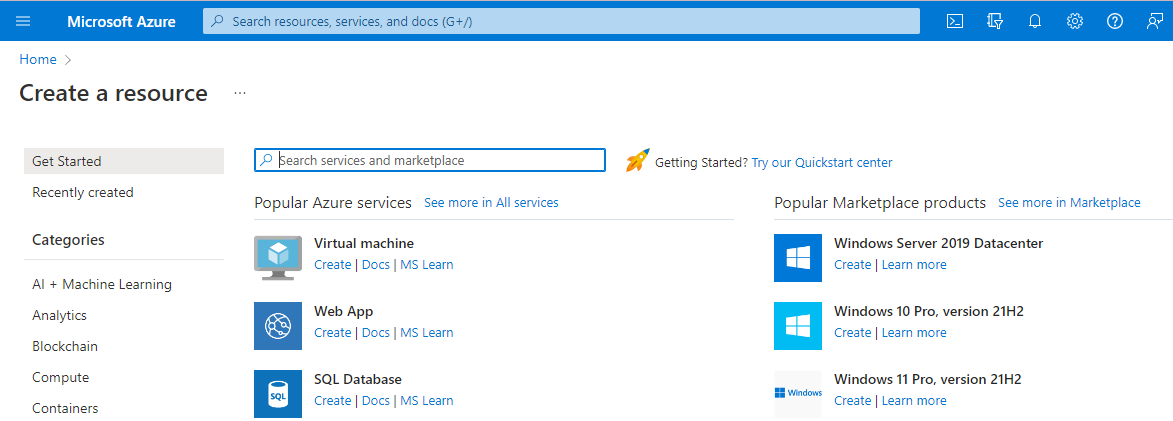 Microsoft Azure
Search resources, services, and docs (G+/)
Home >
Create a resource ...
Get Started
Recently created
Categories
AI + Machine Learning
Analytics
Blockchain
Compute
Containers
Search services and marketplace
Getting Started? Try our Quickstart center
Popular Azure services See more in All services
Virtual machine
Create | Docs | MS Learn
Web App
Create | Docs | MS Learn
SQL
SQL Database
Create | Docs | MS Learn
Popular Marketplace products See more in Marketplace
Windows Server 2019 Datacenter
Create | Learn more
Windows 10 Pro, version 21H2
Create | Learn more
Windows
Windows 11 Pro, version 21H2
Create | Learn more